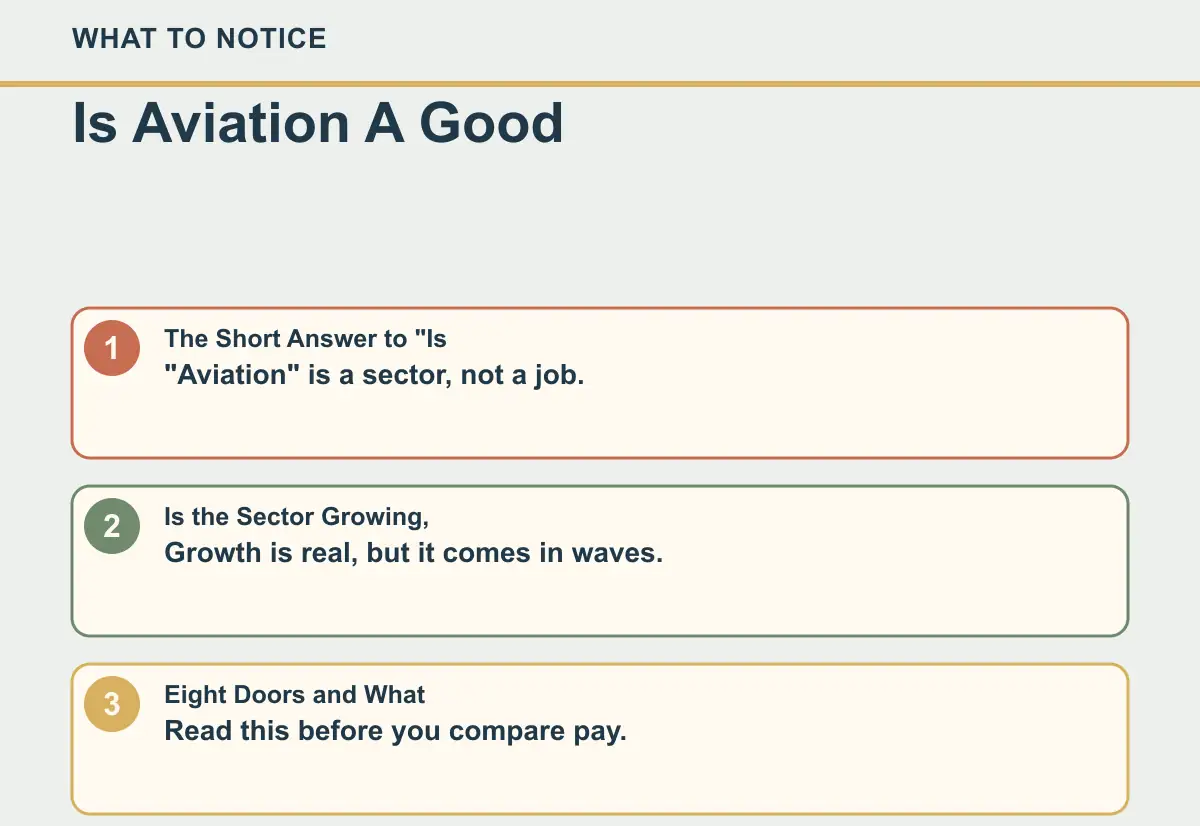 WHAT TO NOTICE
Is Aviation A Good
1
The Short Answer to "Is
"Aviation" is a sector, not a job.
2
Is the Sector Growing,
Growth is real, but it comes in waves.
3
Eight Doors and What
Read this before you compare pay.